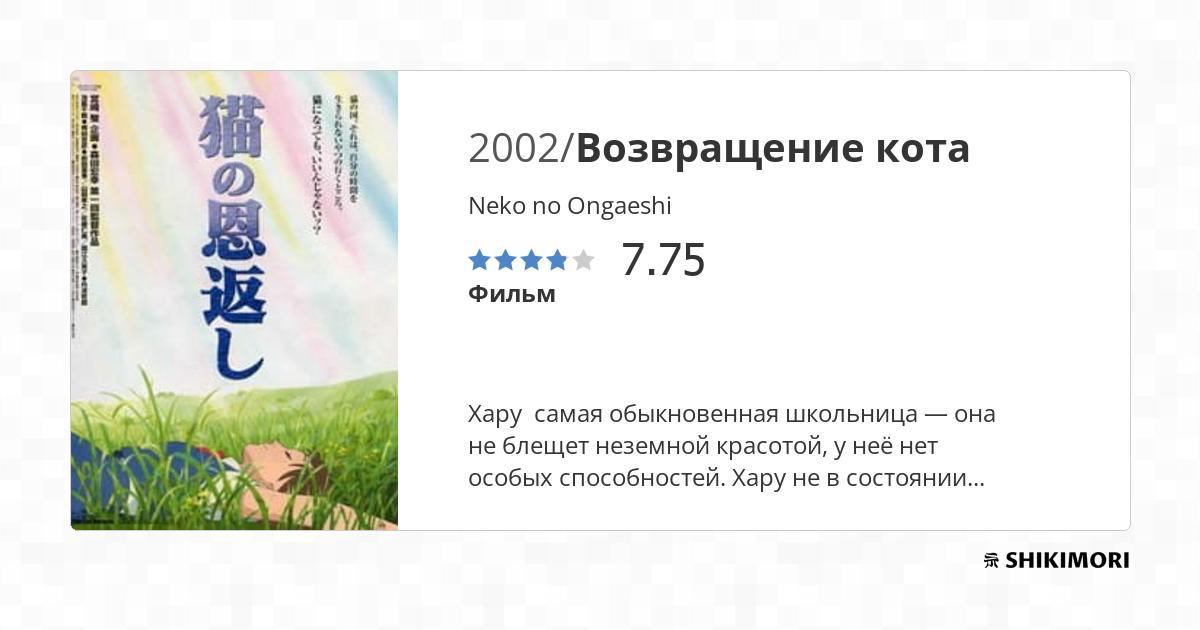 猫の恩返し
猫の国。それは、自分の時間を
生きられないやつの行くところ。
猫になっても、いいんじゃないッ?
2002/Возвращение кота
Neko no Ongaeshi
7.75
Фильм
Хару  самая обыкновенная школьница — она
не блещет неземной красотой, у неё нет
особых способностей. Хару не в состоянии...
SHIKIMORI